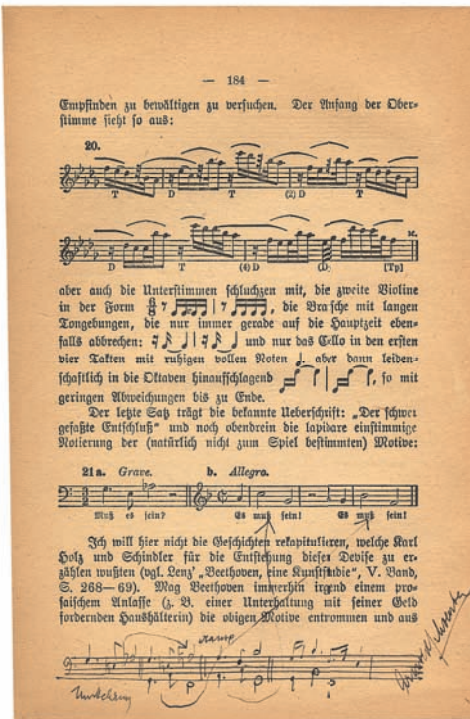 — 184 —
Empfinden zu bewältigen zu versuchen. Der Anfang der Ober-
stimme sieht so aus:
20.
T D T (2) D T
D T (4) D (D) [Tp]
aber auch die Unterstimmen schluchzen mit, die zweite Violine
in der Form 6/8 | , die Bratsche mit langen
Tongebungen, die nur immer gerade auf die Hauptzeit eben-
falls abbrechen: | und nur das Cello in den ersten
vier Takten mit ruhigen vollen Noten , aber dann leiden-
schaftlich in die Oktaven hinaufschlagend | , so mit
geringen Abweichungen bis zu Ende.
Der letzte Satz trägt die bekannte Ueberschrift: „Der schwer
gefaßte Entschluß“ und noch obendrein die lapidare einstimmige
Notierung der (natürlich nicht zum Spiel bestimmten) Motive:
21 a. Grave. b. Allegro.
Muß es sein? Es muß sein! Es muß sein!
Ich will hier nicht die Geschichten rekapitulieren, welche Karl
Holz und Schindler für die Entstehung dieser Devise zu er-
zählen wußten (vgl. Lenz' „Beethoven, eine Kunststudie“, V. Band,
S. 268—69). Mag Beethoven immerhin irgend einem pro-
saischem Anlasse (z. B. einer Unterhaltung mit seiner Geld
fordernden Haushälterin) die obigen Motive entnommen und aus
Umkehrung